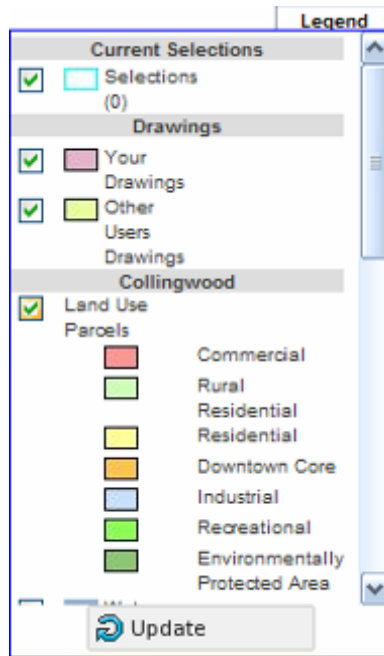 Legend
Current Selections
Selections
(0)
Drawings
Your
Drawings
Other
Users
Drawings
Collingwood
Land Use
Parcels
Commercial
Rural
Residential
Residential
Downtown Core
Industrial
Recreational
Environmentally
Protected Area
Update